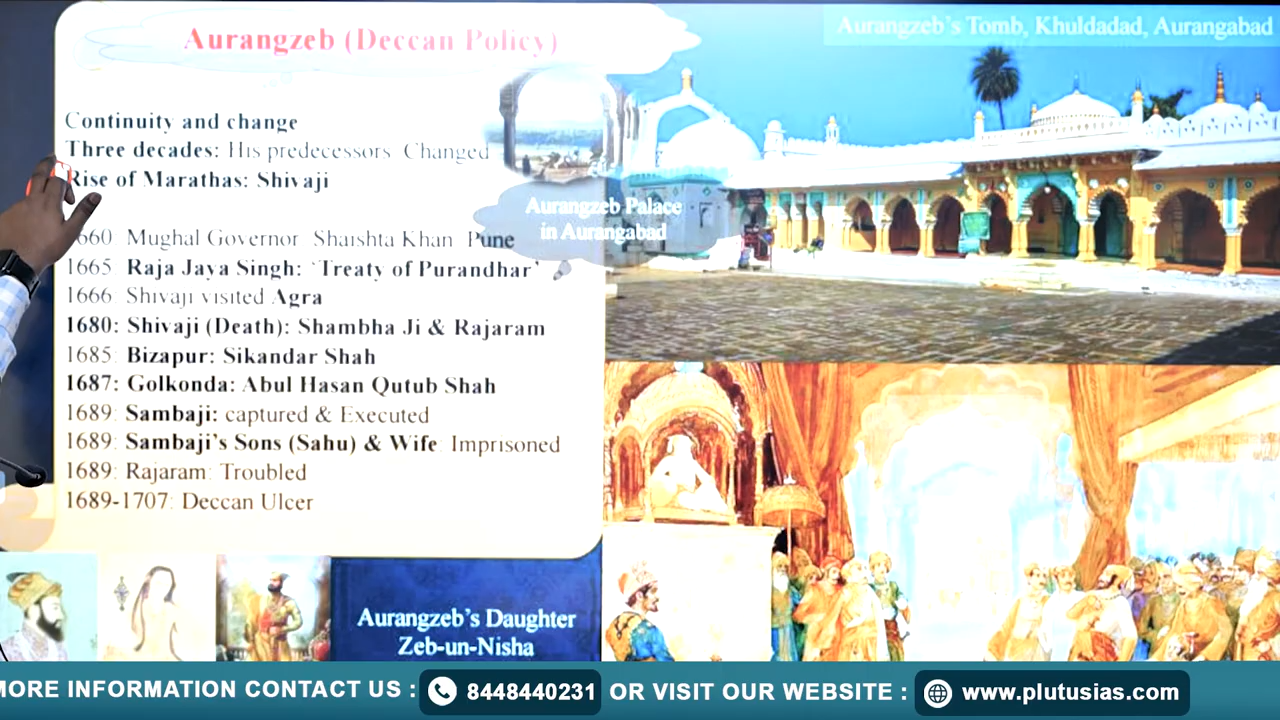 Aurangzeb (Deccan Policy)
Continuity and change
Three decades: His predecessors Changed
Rise of Marathas: Shivaji
660: Mughal Governor Shaishta Khan Pune
1665: Raja Jaya Singh: 'Treaty of Purandhar'
1666: Shivaji visited Agra
1680: Shivaji (Death): Shambha Ji & Rajaram
1685: Bizapur: Sikandar Shah
1687: Golkonda: Abul Hasan Qutub Shah
1689: Sambaji: captured & Executed
1689: Sambaji's Sons (Sahu) & Wife: Imprisoned
1689: Rajaram: Troubled
1689-1707: Deccan Ulcer
Aurangzeb Palace
in Aurangabad
Aurangzeb's Tomb, Khuldadad, Aurangabad
Aurangzeb's Daughter
Zeb-un-Nisha
MORE INFORMATION CONTACT US : 8448440231 OR VISIT OUR WEBSITE : www.plutusias.com